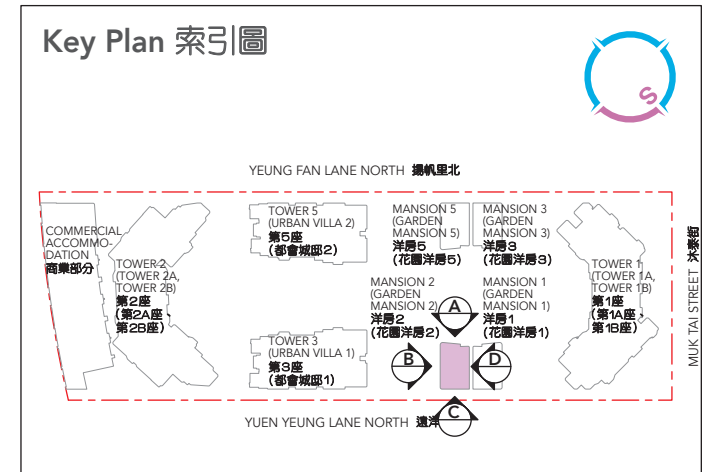 Key Plan 索引圖
S
YEUNG FAN LANE NORTH 揚帆里北
COMMERCIAL
ACCOMMO-
DATION
商業部分
TOWER 2
(TOWER 2A,
TOWER 2B)
第2座
(第2A座、
第2B座)
TOWER 5
(URBAN VILLA 2)
第5座
(都會城邸2)
MANSION 5
(GARDEN
MANSION 5)
洋房5
(花園洋房5)
MANSION 3
(GARDEN
MANSION 3)
洋房3
(花園洋房3)
TOWER 1
(TOWER 1A,
TOWER 1B)
第1座
(第1A座、
第1B座)
MUK TAI STREET 沐泰街
TOWER 3
(URBAN VILLA 1)
第3座
(都會城邸1)
MANSION 2
(GARDEN
MANSION 2)
洋房2
(花園洋房2)
MANSION 1
(GARDEN
MANSION 1)
洋房1
(花園洋房1)
A
B
D
C
YUEN YEUNG LANE NORTH 遠洋